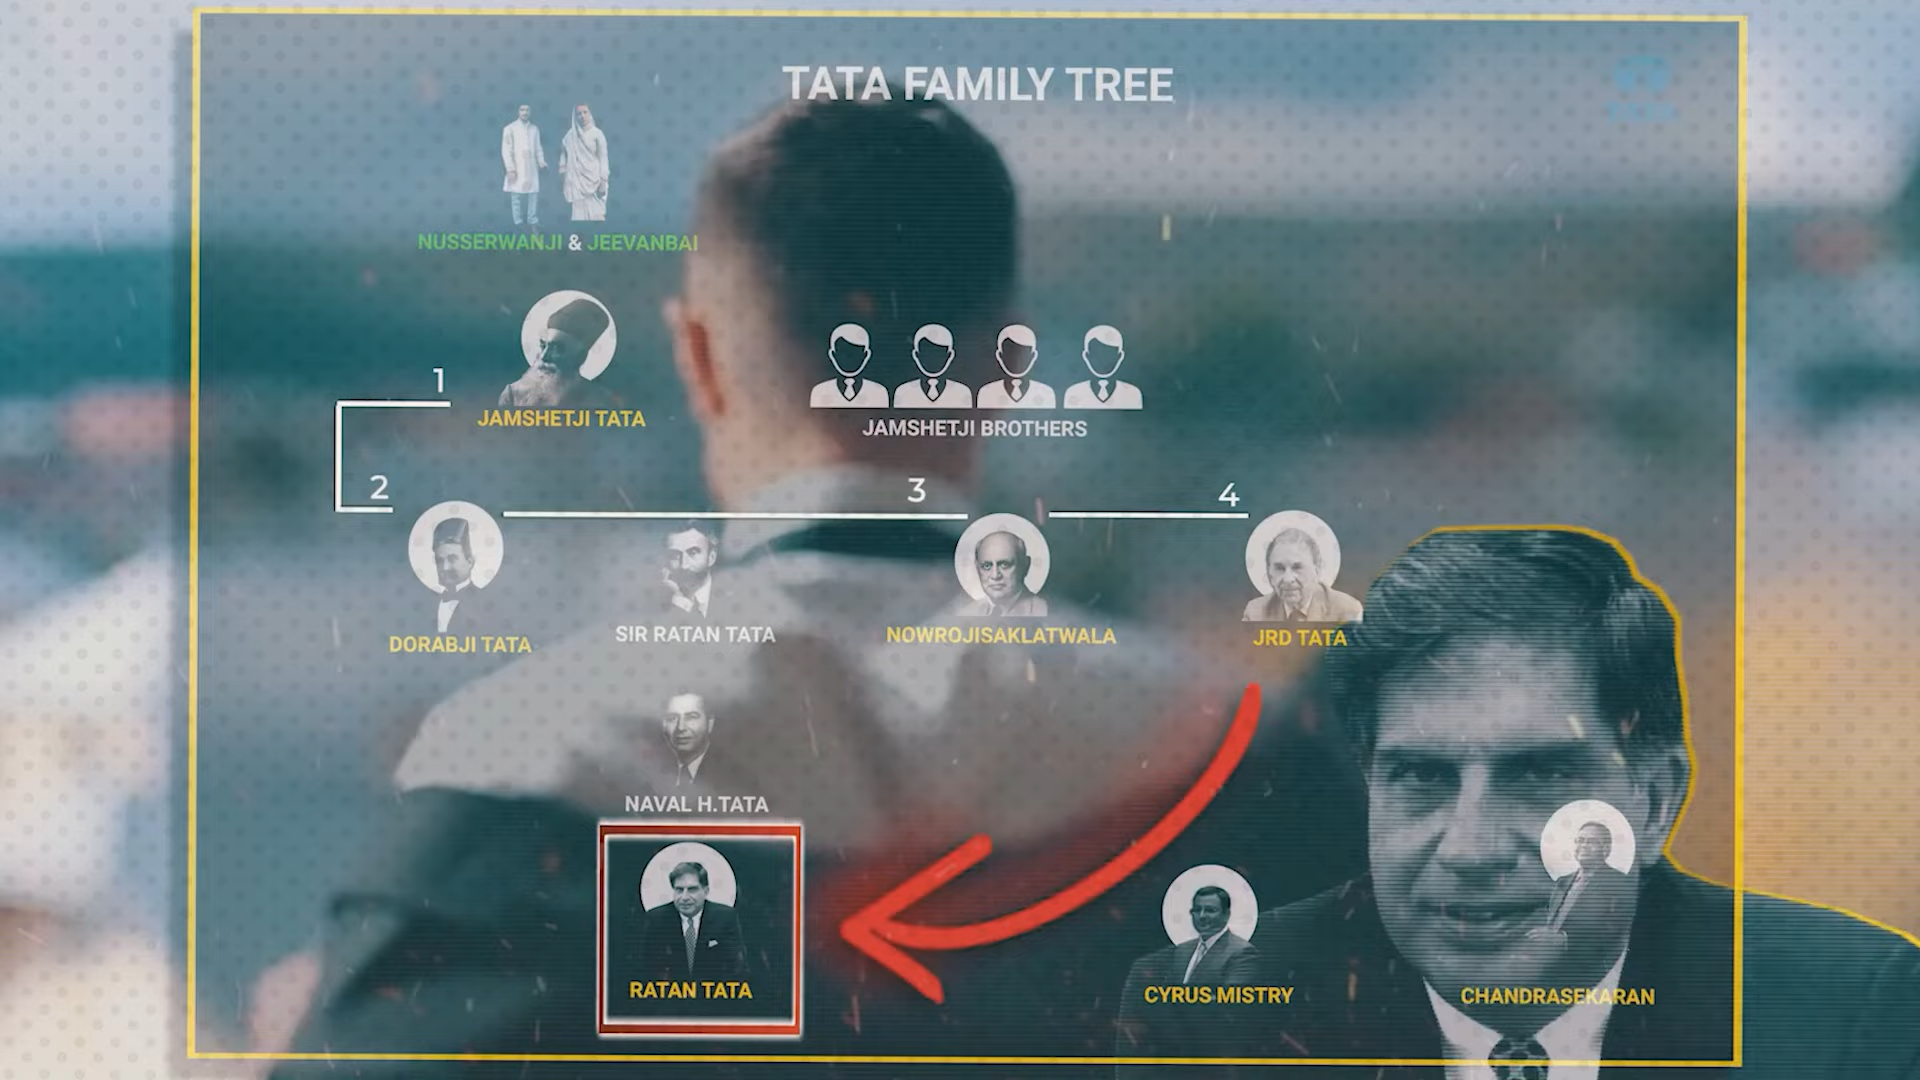 TATA FAMILY TREE
NUSSERWANJI & JEEVANBAI
1
JAMSHETJI TATA
JAMSHETJI BROTHERS
2
3
4
DORABJI TATA
SIR RATAN TATA
NOWROJISAKLATWALA
JRD TATA
NAVAL H.TATA
RATAN TATA
CYRUS MISTRY
CHANDRASEKARAN